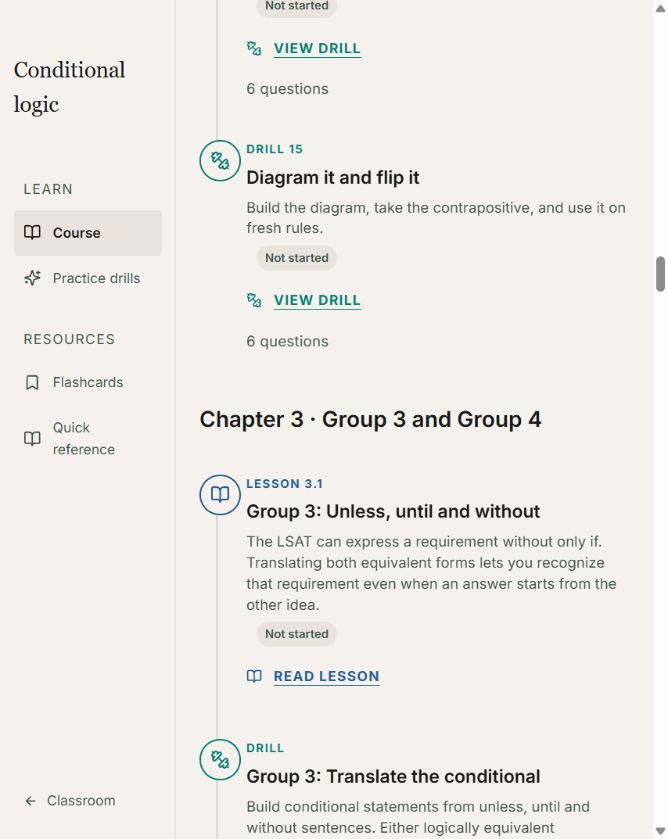 Conditional
logic
LEARN
Course
Practice drills
RESOURCES
Flashcards
Quick
reference
Classroom
Not started
VIEW DRILL
6 questions
DRILL 15
Diagram it and flip it
Build the diagram, take the contrapositive, and use it on
fresh rules.
Not started
VIEW DRILL
6 questions
Chapter 3 · Group 3 and Group 4
LESSON 3.1
Group 3: Unless, until and without
The LSAT can express a requirement without only if.
Translating both equivalent forms lets you recognize
that requirement even when an answer starts from the
other idea.
Not started
READ LESSON
DRILL
Group 3: Translate the conditional
Build conditional statements from unless, until and
without sentences. Either logically equivalent